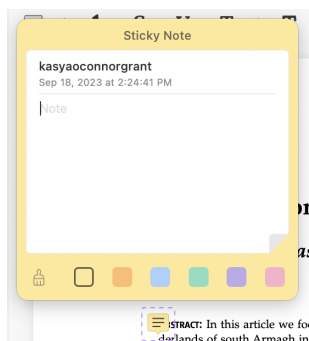 Sticky Note
kasyaoconnorgrant
Sep 18, 2023 at 2:24:41 PM
Note
STRACT: In this article we fo
derlands of south Armagh in